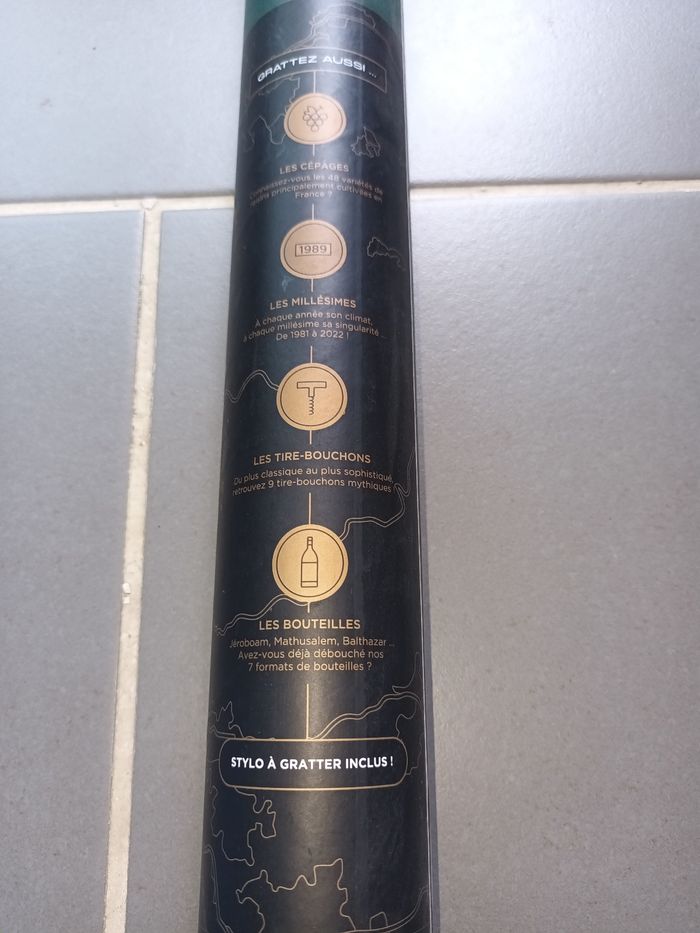 GRATTEZ AUSSI ...
LES CÉPAGES
Connaissez-vous les 48 variétés de
raisins principalement cultivées en
France ?
1989
LES MILLÉSIMES
À chaque année son climat,
à chaque millésime sa singularité ...
De 1981 à 2022 !
LES TIRE-BOUCHONS
Du plus classique au plus sophistiqué,
retrouvez 9 tire-bouchons mythiques
LES BOUTEILLES
Jéroboam, Mathusalem, Balthazar ...
Avez-vous déjà débouché nos
7 formats de bouteilles ?
STYLO À GRATTER INCLUS !